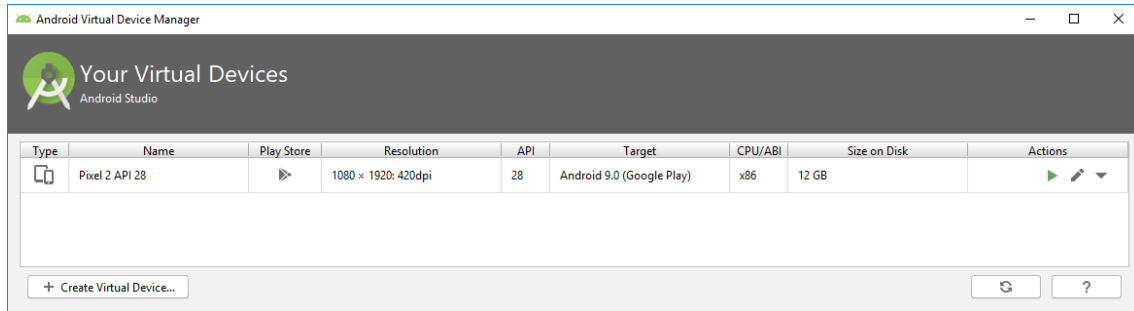 Android Virtual Device Manager
Your Virtual Devices
Android Studio
Type Name Play Store Resolution API Target CPU/ABI Size on Disk Actions
Pixel 2 API 28 1080 × 1920: 420dpi 28 Android 9.0 (Google Play) x86 12 GB
+ Create Virtual Device... ?